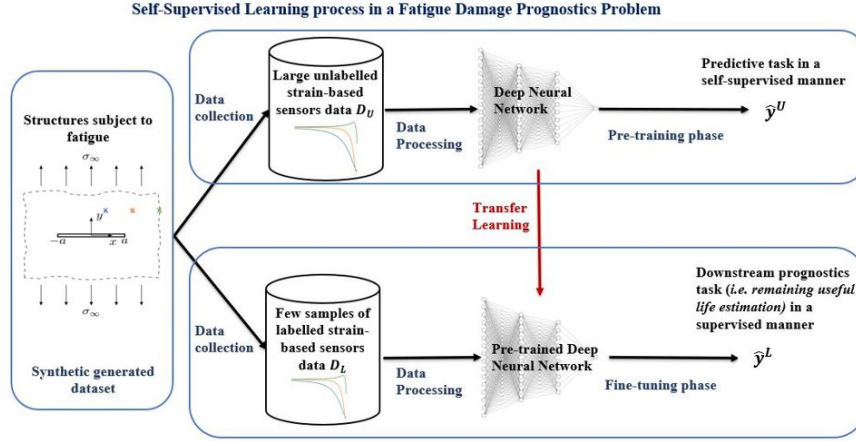 Self-Supervised Learning process in a Fatigue Damage Prognostics Problem
Structures subject to
fatigue
σ∞
y
−a
x
a
σ∞
Synthetic generated
dataset
Data
collection
Large unlabelled
strain-based
sensors data D_U
Data
Processing
Deep Neural
Network
Pre-training phase
Predictive task in a
self-supervised manner
ŷ^U
Transfer
Learning
Data
collection
Few samples of
labelled strain-
based sensors
data D_L
Data
Processing
Pre-trained Deep
Neural Network
Fine-tuning phase
Downstream prognostics
task (i.e. remaining useful
life estimation) in a
supervised manner
ŷ^L